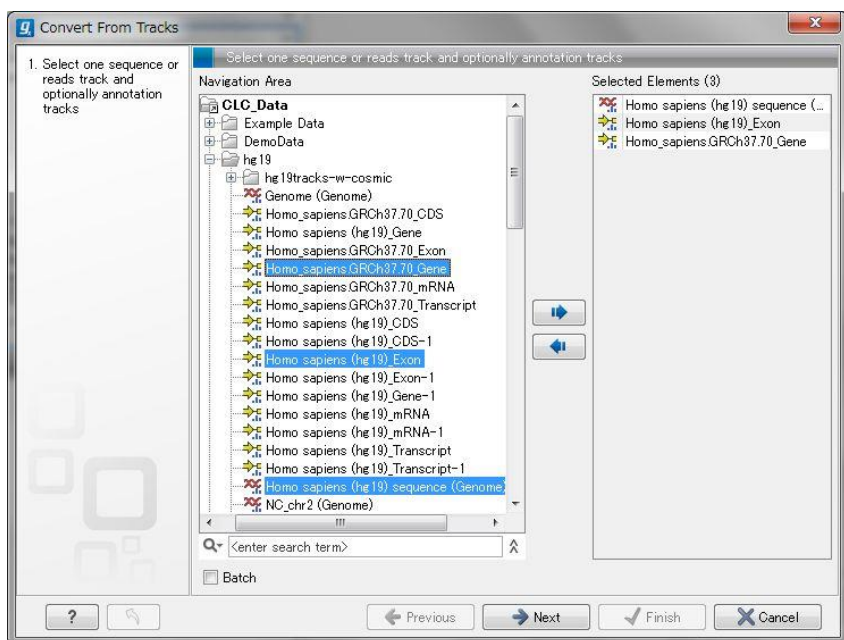 Convert From Tracks
1. Select one sequence or
reads track and
optionally annotation
tracks
Select one sequence or reads track and optionally annotation tracks
Navigation Area
CLC_Data
Example Data
DemoData
hg19
hg19tracks-w-cosmic
Genome (Genome)
Homo_sapiens.GRCh37.70_CDS
Homo sapiens (hg19)_Gene
Homo_sapiens.GRCh37.70_Exon
Homo_sapiens.GRCh37.70_Gene
Homo_sapiens.GRCh37.70_mRNA
Homo_sapiens.GRCh37.70_Transcript
Homo sapiens (hg19)_CDS
Homo sapiens (hg19)_CDS-1
Homo sapiens (hg19)_Exon
Homo sapiens (hg19)_Exon-1
Homo sapiens (hg19)_Gene-1
Homo sapiens (hg19)_mRNA
Homo sapiens (hg19)_mRNA-1
Homo sapiens (hg19)_Transcript
Homo sapiens (hg19)_Transcript-1
Homo sapiens (hg19) sequence (Genome)
NC_chr2 (Genome)
<enter search term>
Batch
Selected Elements (3)
Homo sapiens (hg19) sequence (...
Homo sapiens (hg19)_Exon
Homo_sapiens.GRCh37.70_Gene
? Previous Next Finish Cancel